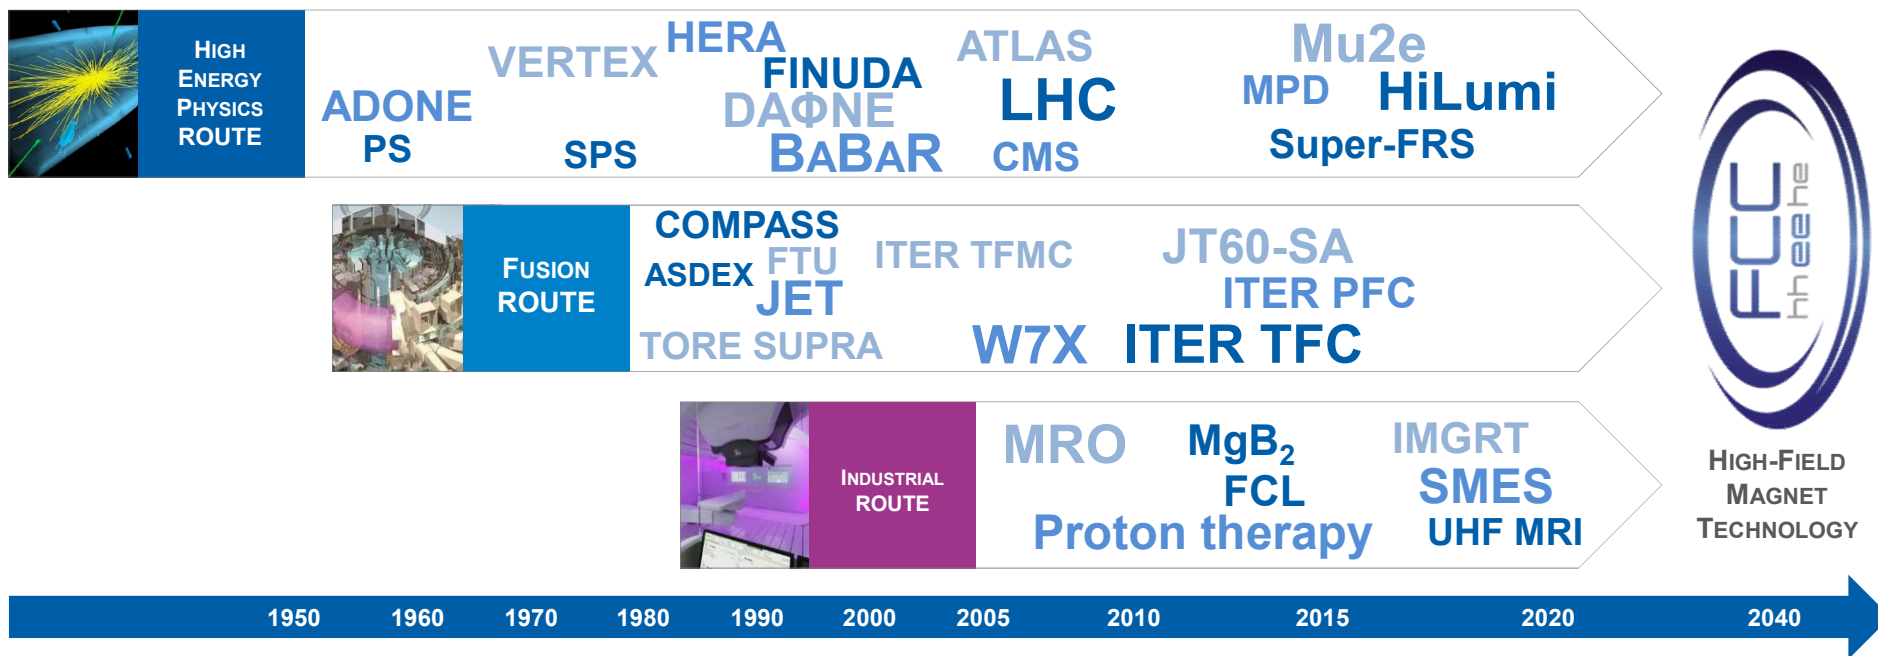 HIGH
ENERGY
PHYSICS
ROUTE
ADONE
PS
VERTEX
SPS
HERA
FINUDA
DAΦNE
BABAR
ATLAS
LHC
CMS
Mu2e
MPD
HiLumi
Super-FRS
FUSION
ROUTE
COMPASS
ASDEX
FTU
JET
TORE SUPRA
ITER TFMC
W7X
JT60-SA
ITER PFC
ITER TFC
INDUSTRIAL
ROUTE
MRO
MgB₂
FCL
Proton therapy
IMGRT
SMES
UHF MRI
FCC
hh ee he
HIGH-FIELD
MAGNET
TECHNOLOGY
1950 1960 1970 1980 1990 2000 2005 2010 2015 2020 2040